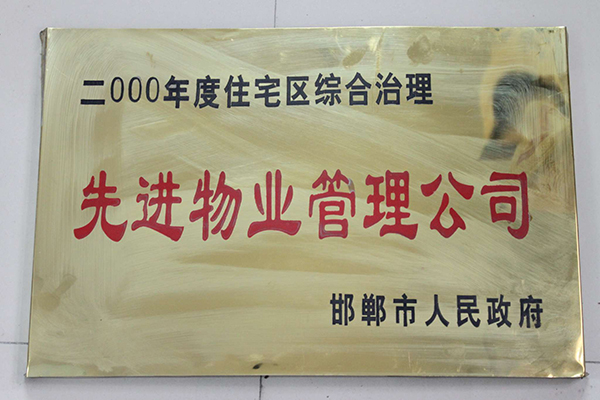 二000年度住宅区综合治理
先进物业管理公司
邯郸市人民政府